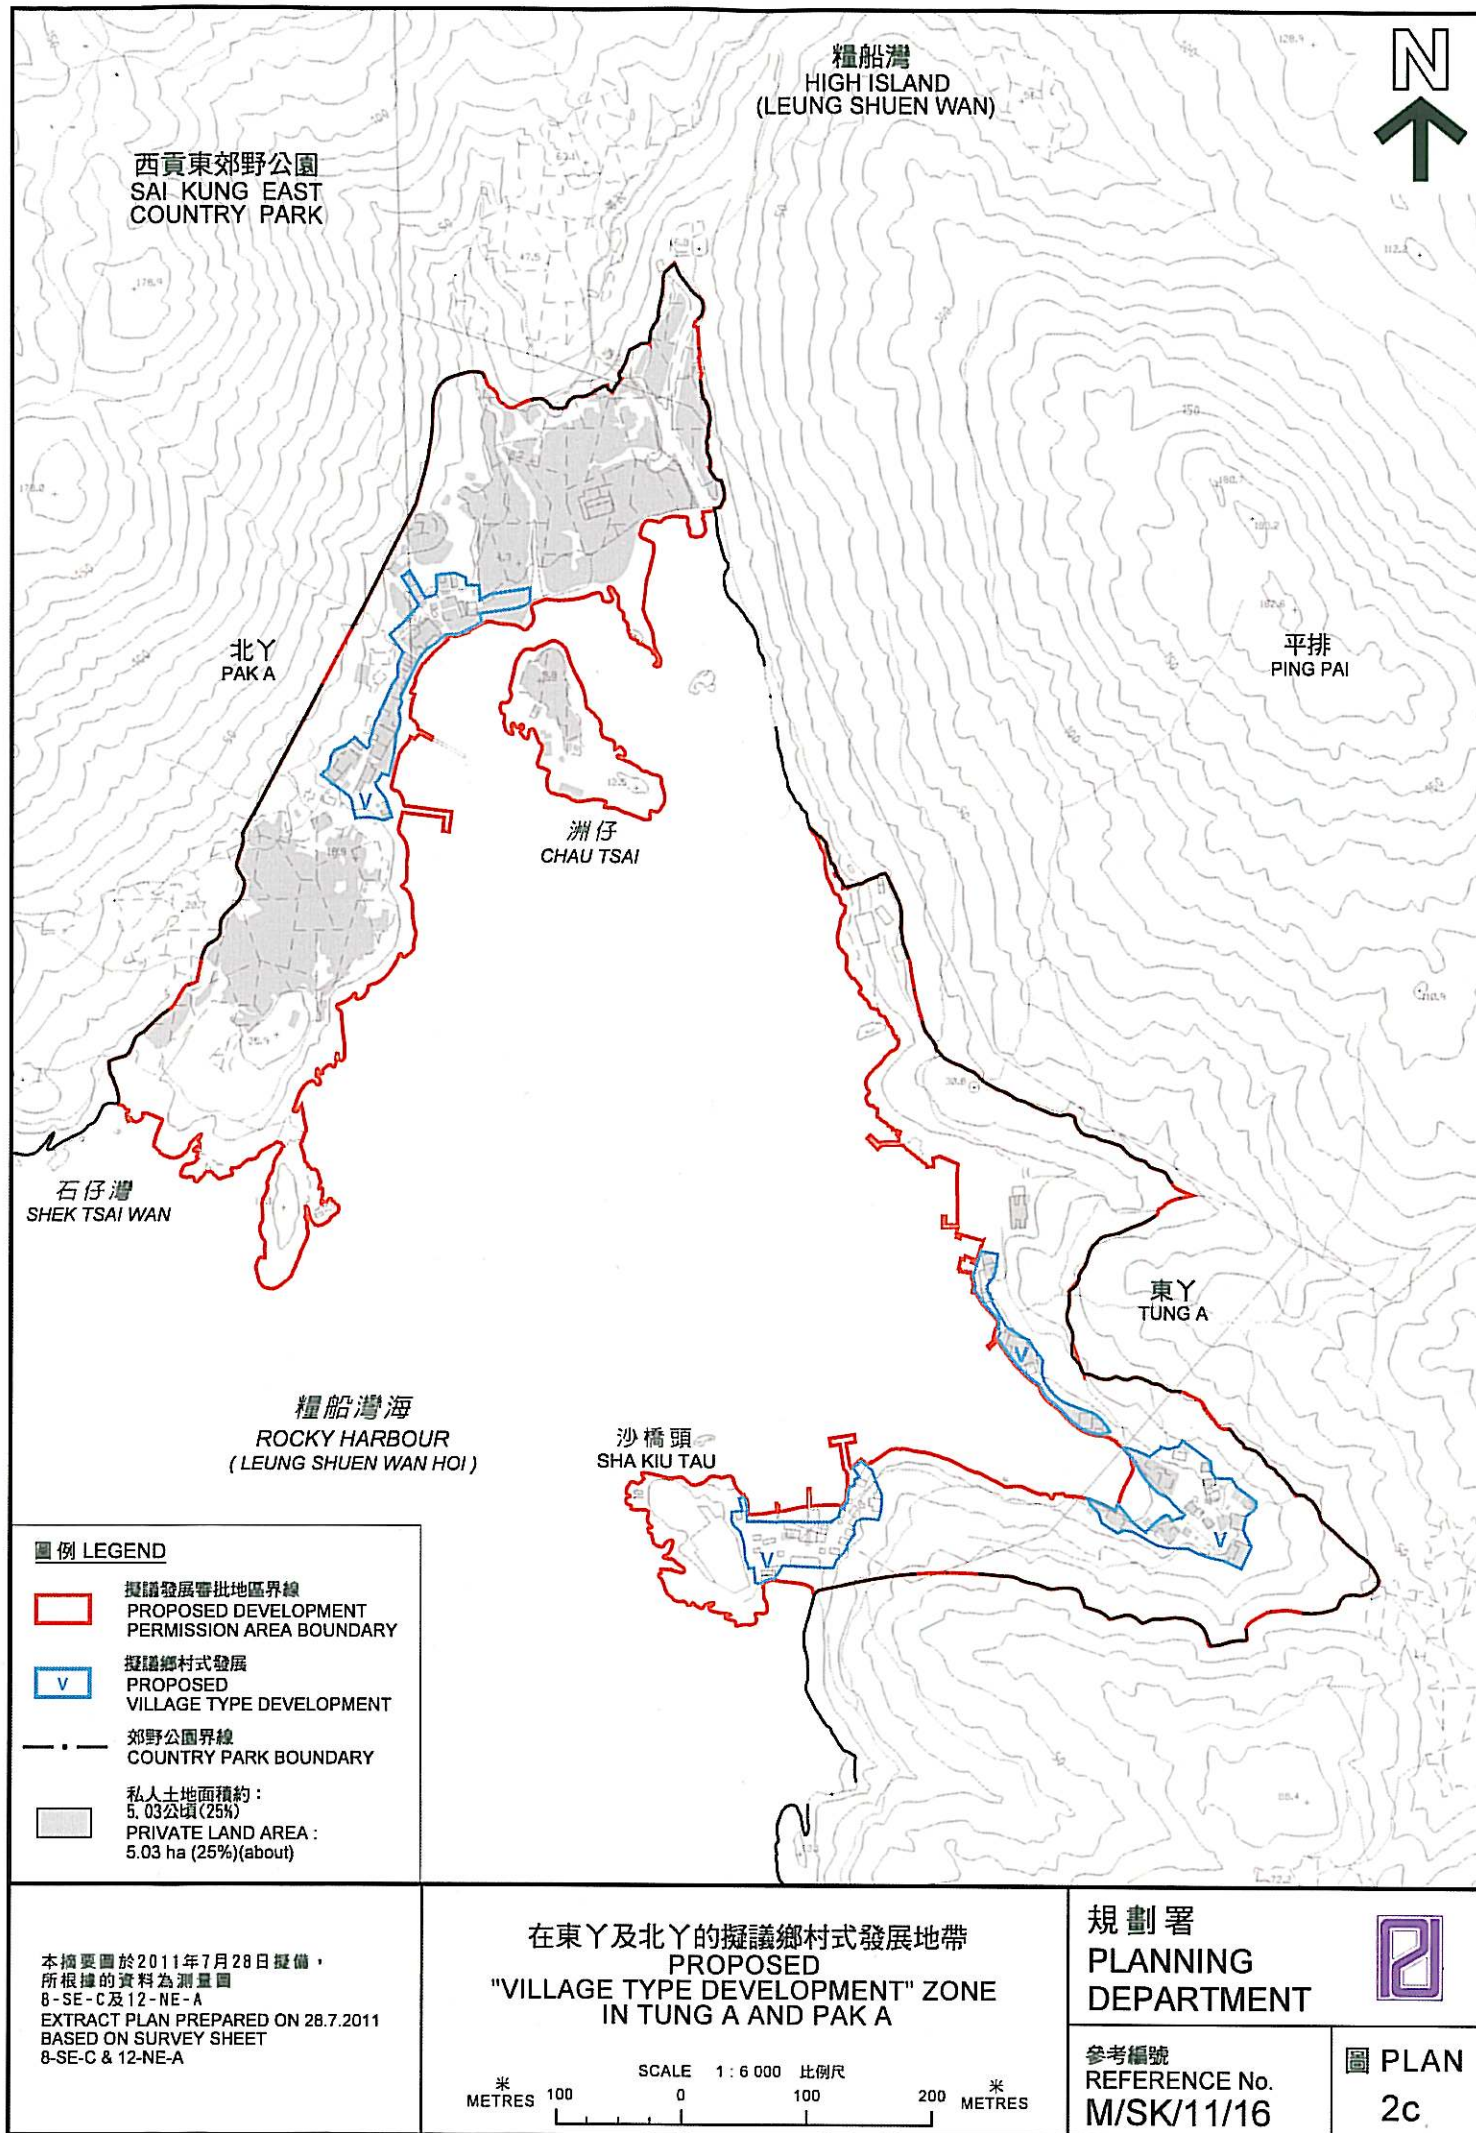 糧船灣
HIGH ISLAND
(LEUNG SHUEN WAN)
N
西貢東郊野公園
SAI KUNG EAST
COUNTRY PARK
北丫
PAK A
平排
PING PAI
洲仔
CHAU TSAI
石仔灣
SHEK TSAI WAN
東丫
TUNG A
糧船灣海
ROCKY HARBOUR
( LEUNG SHUEN WAN HOI )
沙橋頭
SHA KIU TAU
V
V
V
V
圖例 LEGEND
擬議發展審批地區界線
PROPOSED DEVELOPMENT
PERMISSION AREA BOUNDARY
V
擬議鄉村式發展
PROPOSED
VILLAGE TYPE DEVELOPMENT
郊野公園界線
COUNTRY PARK BOUNDARY
私人土地面積約：
5.03公頃(25%)
PRIVATE LAND AREA :
5.03 ha (25%)(about)
本摘要圖於2011年7月28日擬備，
所根據的資料為測量圖
8-SE-C及12-NE-A
EXTRACT PLAN PREPARED ON 28.7.2011
BASED ON SURVEY SHEET
8-SE-C & 12-NE-A
在東丫及北丫的擬議鄉村式發展地帶
PROPOSED
"VILLAGE TYPE DEVELOPMENT" ZONE
IN TUNG A AND PAK A
SCALE 1 : 6 000 比例尺
米
METRES 100 0 100 200 米
METRES
規劃署
PLANNING
DEPARTMENT
參考編號
REFERENCE No.
M/SK/11/16
圖 PLAN
2c